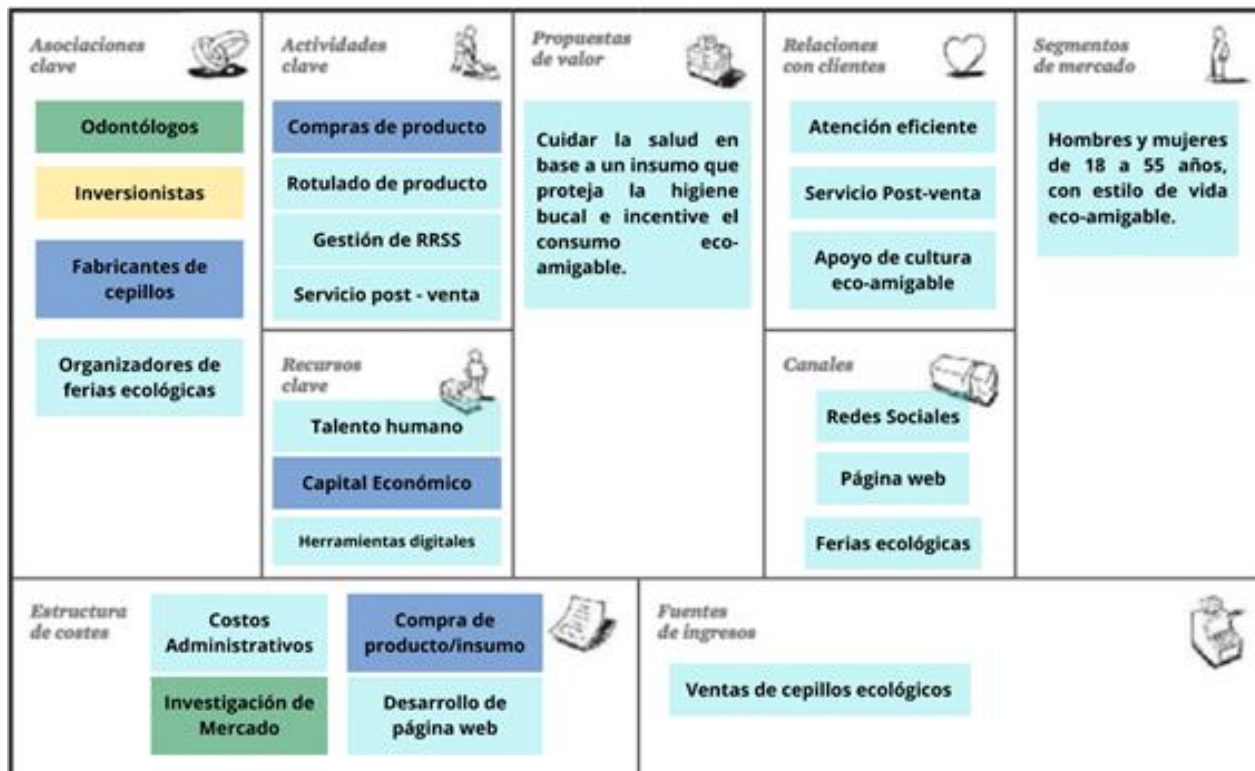 Asociaciones
clave
Odontólogos
Inversionistas
Fabricantes de
cepillos
Organizadores de
ferias ecológicas
Actividades
clave
Compras de producto
Rotulado de producto
Gestión de RRSS
Servicio post - venta
Recursos
clave
Talento humano
Capital Económico
Herramientas digitales
Propuestas
de valor
Cuidar la salud en
base a un insumo que
proteja la higiene
bucal e incentive el
consumo eco-
amigable.
Relaciones
con clientes
Atención eficiente
Servicio Post-venta
Apoyo de cultura
eco-amigable
Canales
Redes Sociales
Página web
Ferias ecológicas
Segmentos
de mercado
Hombres y mujeres
de 18 a 55 años,
con estilo de vida
eco-amigable.
Estructura
de costes
Costos
Administrativos
Compra de
producto/insumo
Investigación de
Mercado
Desarrollo de
página web
Fuentes
de ingresos
Ventas de cepillos ecológicos